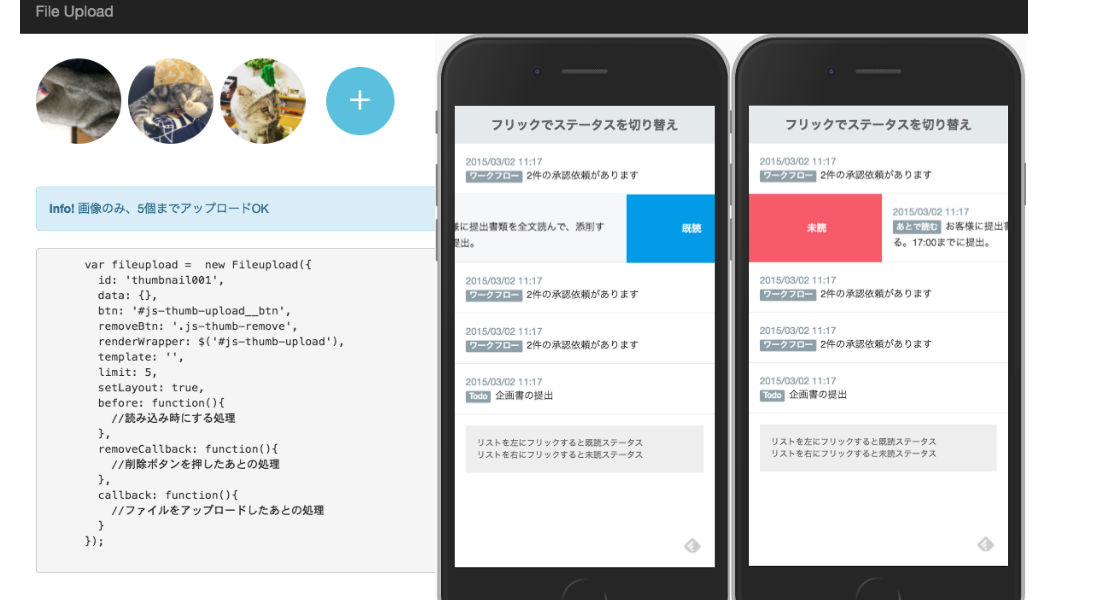 File Upload
+
Info! 画像のみ、5個までアップロードOK
var fileupload =  new Fileupload({
id: 'thumbnail001',
data: {},
btn: '#js-thumb-upload__btn',
removeBtn: '.js-thumb-remove',
renderWrapper: $('#js-thumb-upload'),
template: '',
limit: 5,
setLayout: true,
before: function(){
//読み込み時にする処理
},
removeCallback: function(){
//削除ボタンを押したあとの処理
},
callback: function(){
//ファイルをアップロードしたあとの処理
}
});
フリックでステータスを切り替え
2015/03/02 11:17
ワークフロー 2件の承認依頼があります
様に提出書類を全文読んで、添削す
提出。
既読
2015/03/02 11:17
ワークフロー 2件の承認依頼があります
2015/03/02 11:17
ワークフロー 2件の承認依頼があります
2015/03/02 11:17
Todo 企画書の提出
リストを左にフリックすると既読ステータス
リストを右にフリックすると未読ステータス
フリックでステータスを切り替え
2015/03/02 11:17
ワークフロー 2件の承認依頼があります
未読
2015/03/02 11:17
あとで読む お客様に提出書
る。17:00までに提出。
2015/03/02 11:17
ワークフロー 2件の承認依頼があります
2015/03/02 11:17
ワークフロー 2件の承認依頼があります
2015/03/02 11:17
Todo 企画書の提出
リストを左にフリックすると既読ステータス
リストを右にフリックすると未読ステータス